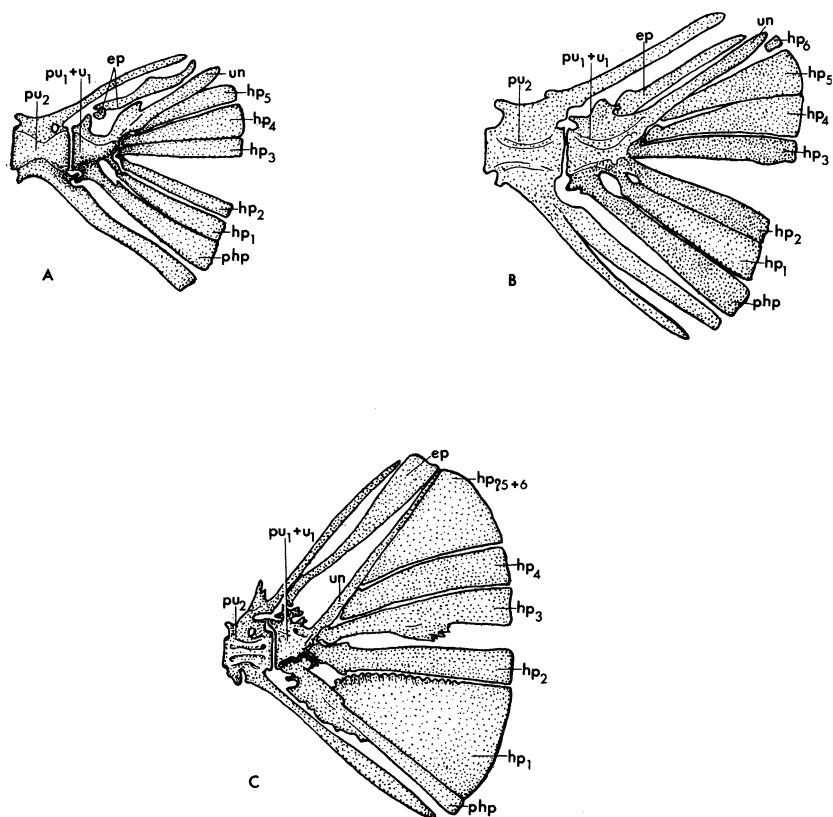 ep
un
pu1+u1
pu2
hp5
hp4
hp3
hp2
hp1
php
A
ep
un
hp6
pu1+u1
pu2
hp5
hp4
hp3
hp2
hp1
php
B
ep
hp?5+6
pu1+u1
un
pu2
hp4
hp3
hp2
hp1
php
C